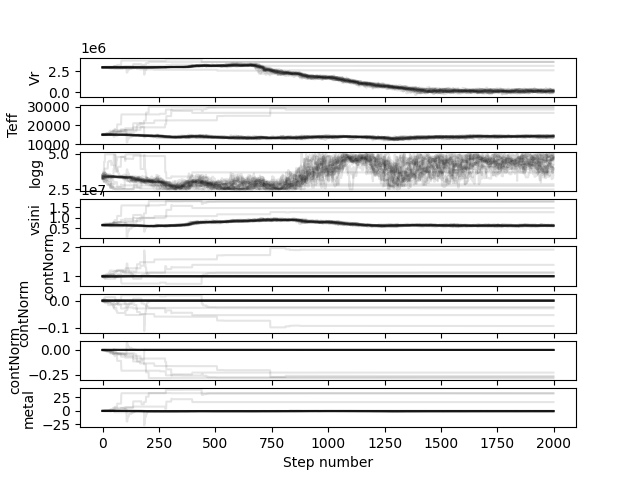 1e6
2.5
0.0
Vr
30000
20000
10000
Teff
5.0
2.5
logg
1e7
1.5
1.0
0.5
vsini
2
1
contNorm
0.0
−0.1
contNorm
0.00
−0.25
contNorm
25
0
−25
metal
0 250 500 750 1000 1250 1500 1750 2000
Step number